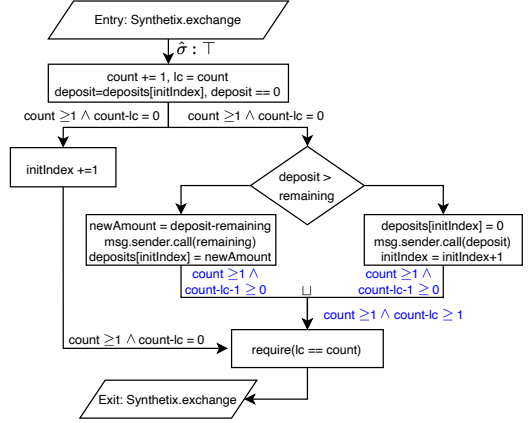 Entry: Synthetix.exchange
σ̂ : ⊤
count += 1, lc = count
deposit=deposits[initIndex], deposit == 0
count ≥1 ∧ count-lc = 0
count ≥1 ∧ count-lc = 0
initIndex +=1
deposit >
remaining
newAmount = deposit-remaining
msg.sender.call(remaining)
deposits[initIndex] = newAmount
deposits[initIndex] = 0
msg.sender.call(deposit)
initIndex = initIndex+1
count ≥1 ∧
count-lc-1 ≥ 0
⊔
count ≥1 ∧
count-lc-1 ≥ 0
count ≥1 ∧ count-lc ≥ 1
count ≥1 ∧ count-lc = 0
require(lc == count)
Exit: Synthetix.exchange